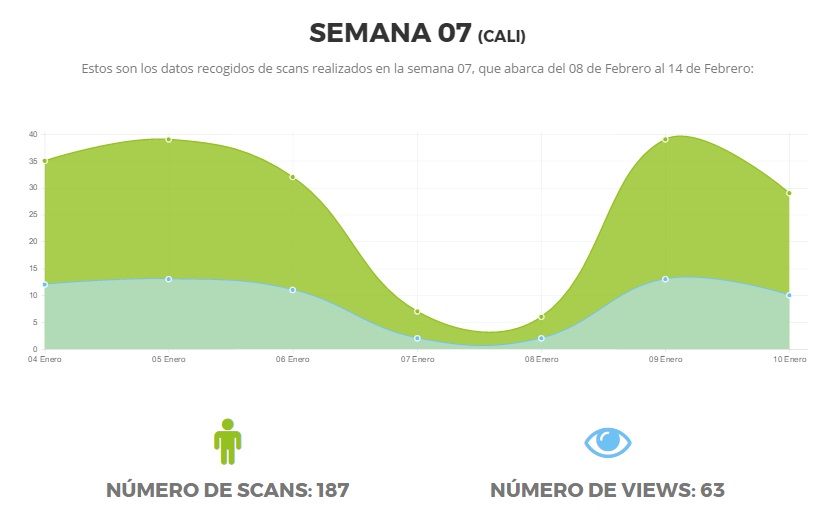 SEMANA 07 (CALI)
Estos son los datos recogidos de scans realizados en la semana 07, que abarca del 08 de Febrero al 14 de Febrero:
40
35
30
25
20
15
10
5
0
04 Enero 05 Enero 06 Enero 07 Enero 08 Enero 09 Enero 10 Enero
NÚMERO DE SCANS: 187 NÚMERO DE VIEWS: 63